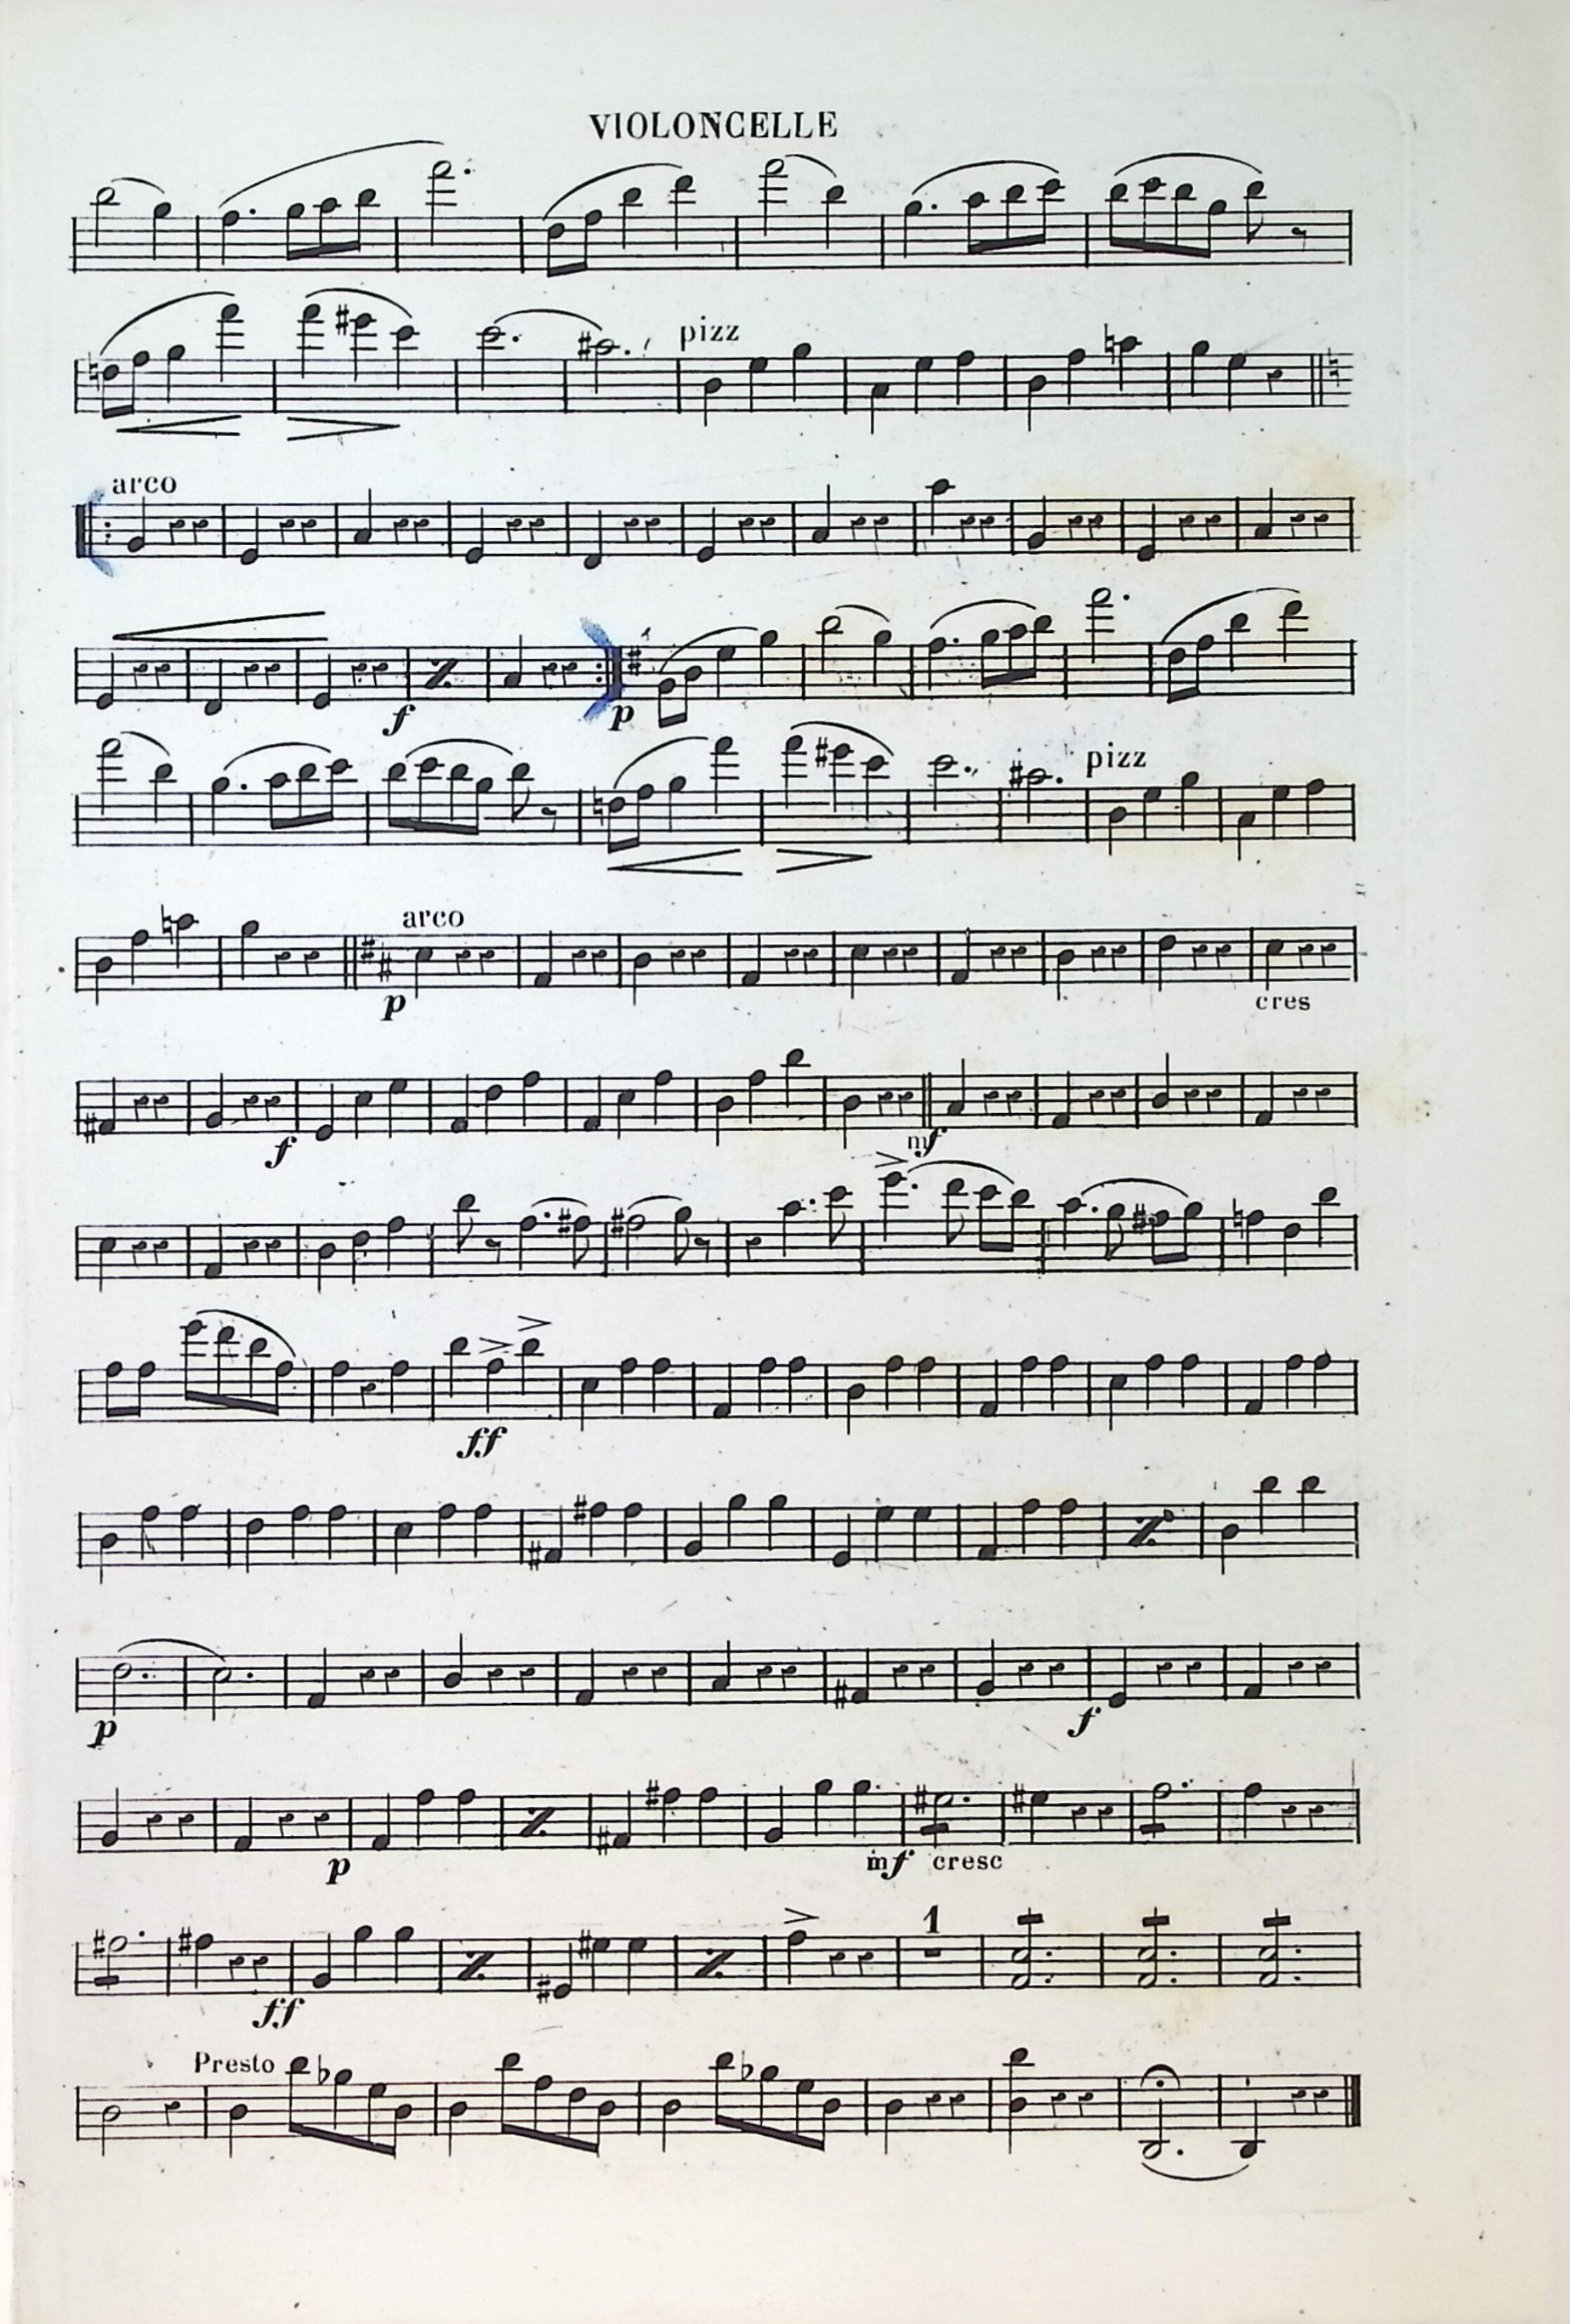 VIOLONCELLE
pizz
arco
f p
pizz
arco
p cres
f mf
ff
p f
p mf cresc
1
ff
Presto